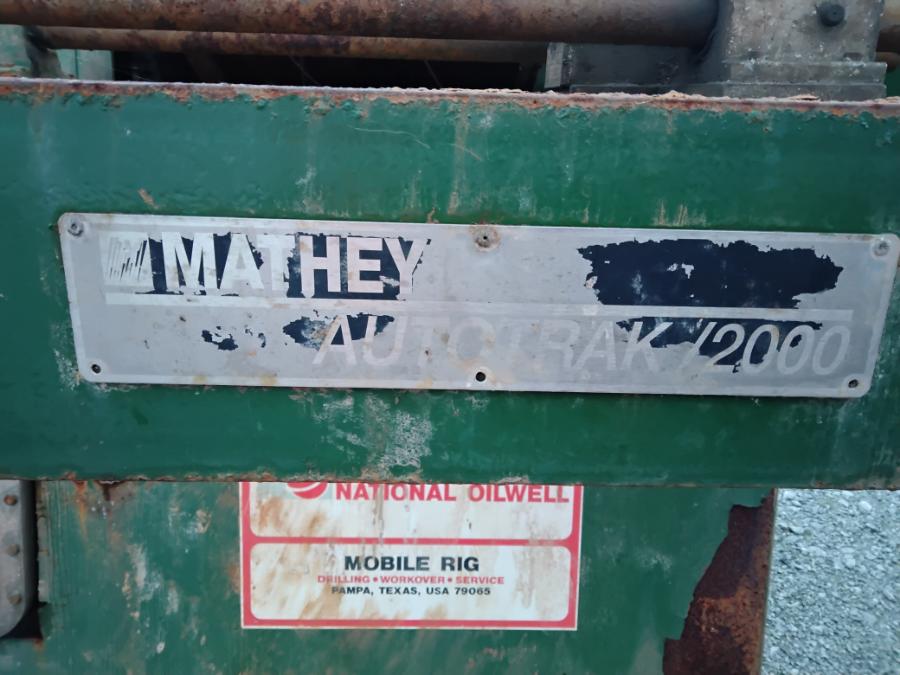 MATHEY
AUTOTRAK/2000
NATIONAL OILWELL
MOBILE RIG
DRILLING • WORKOVER • SERVICE
PAMPA, TEXAS, USA 79065